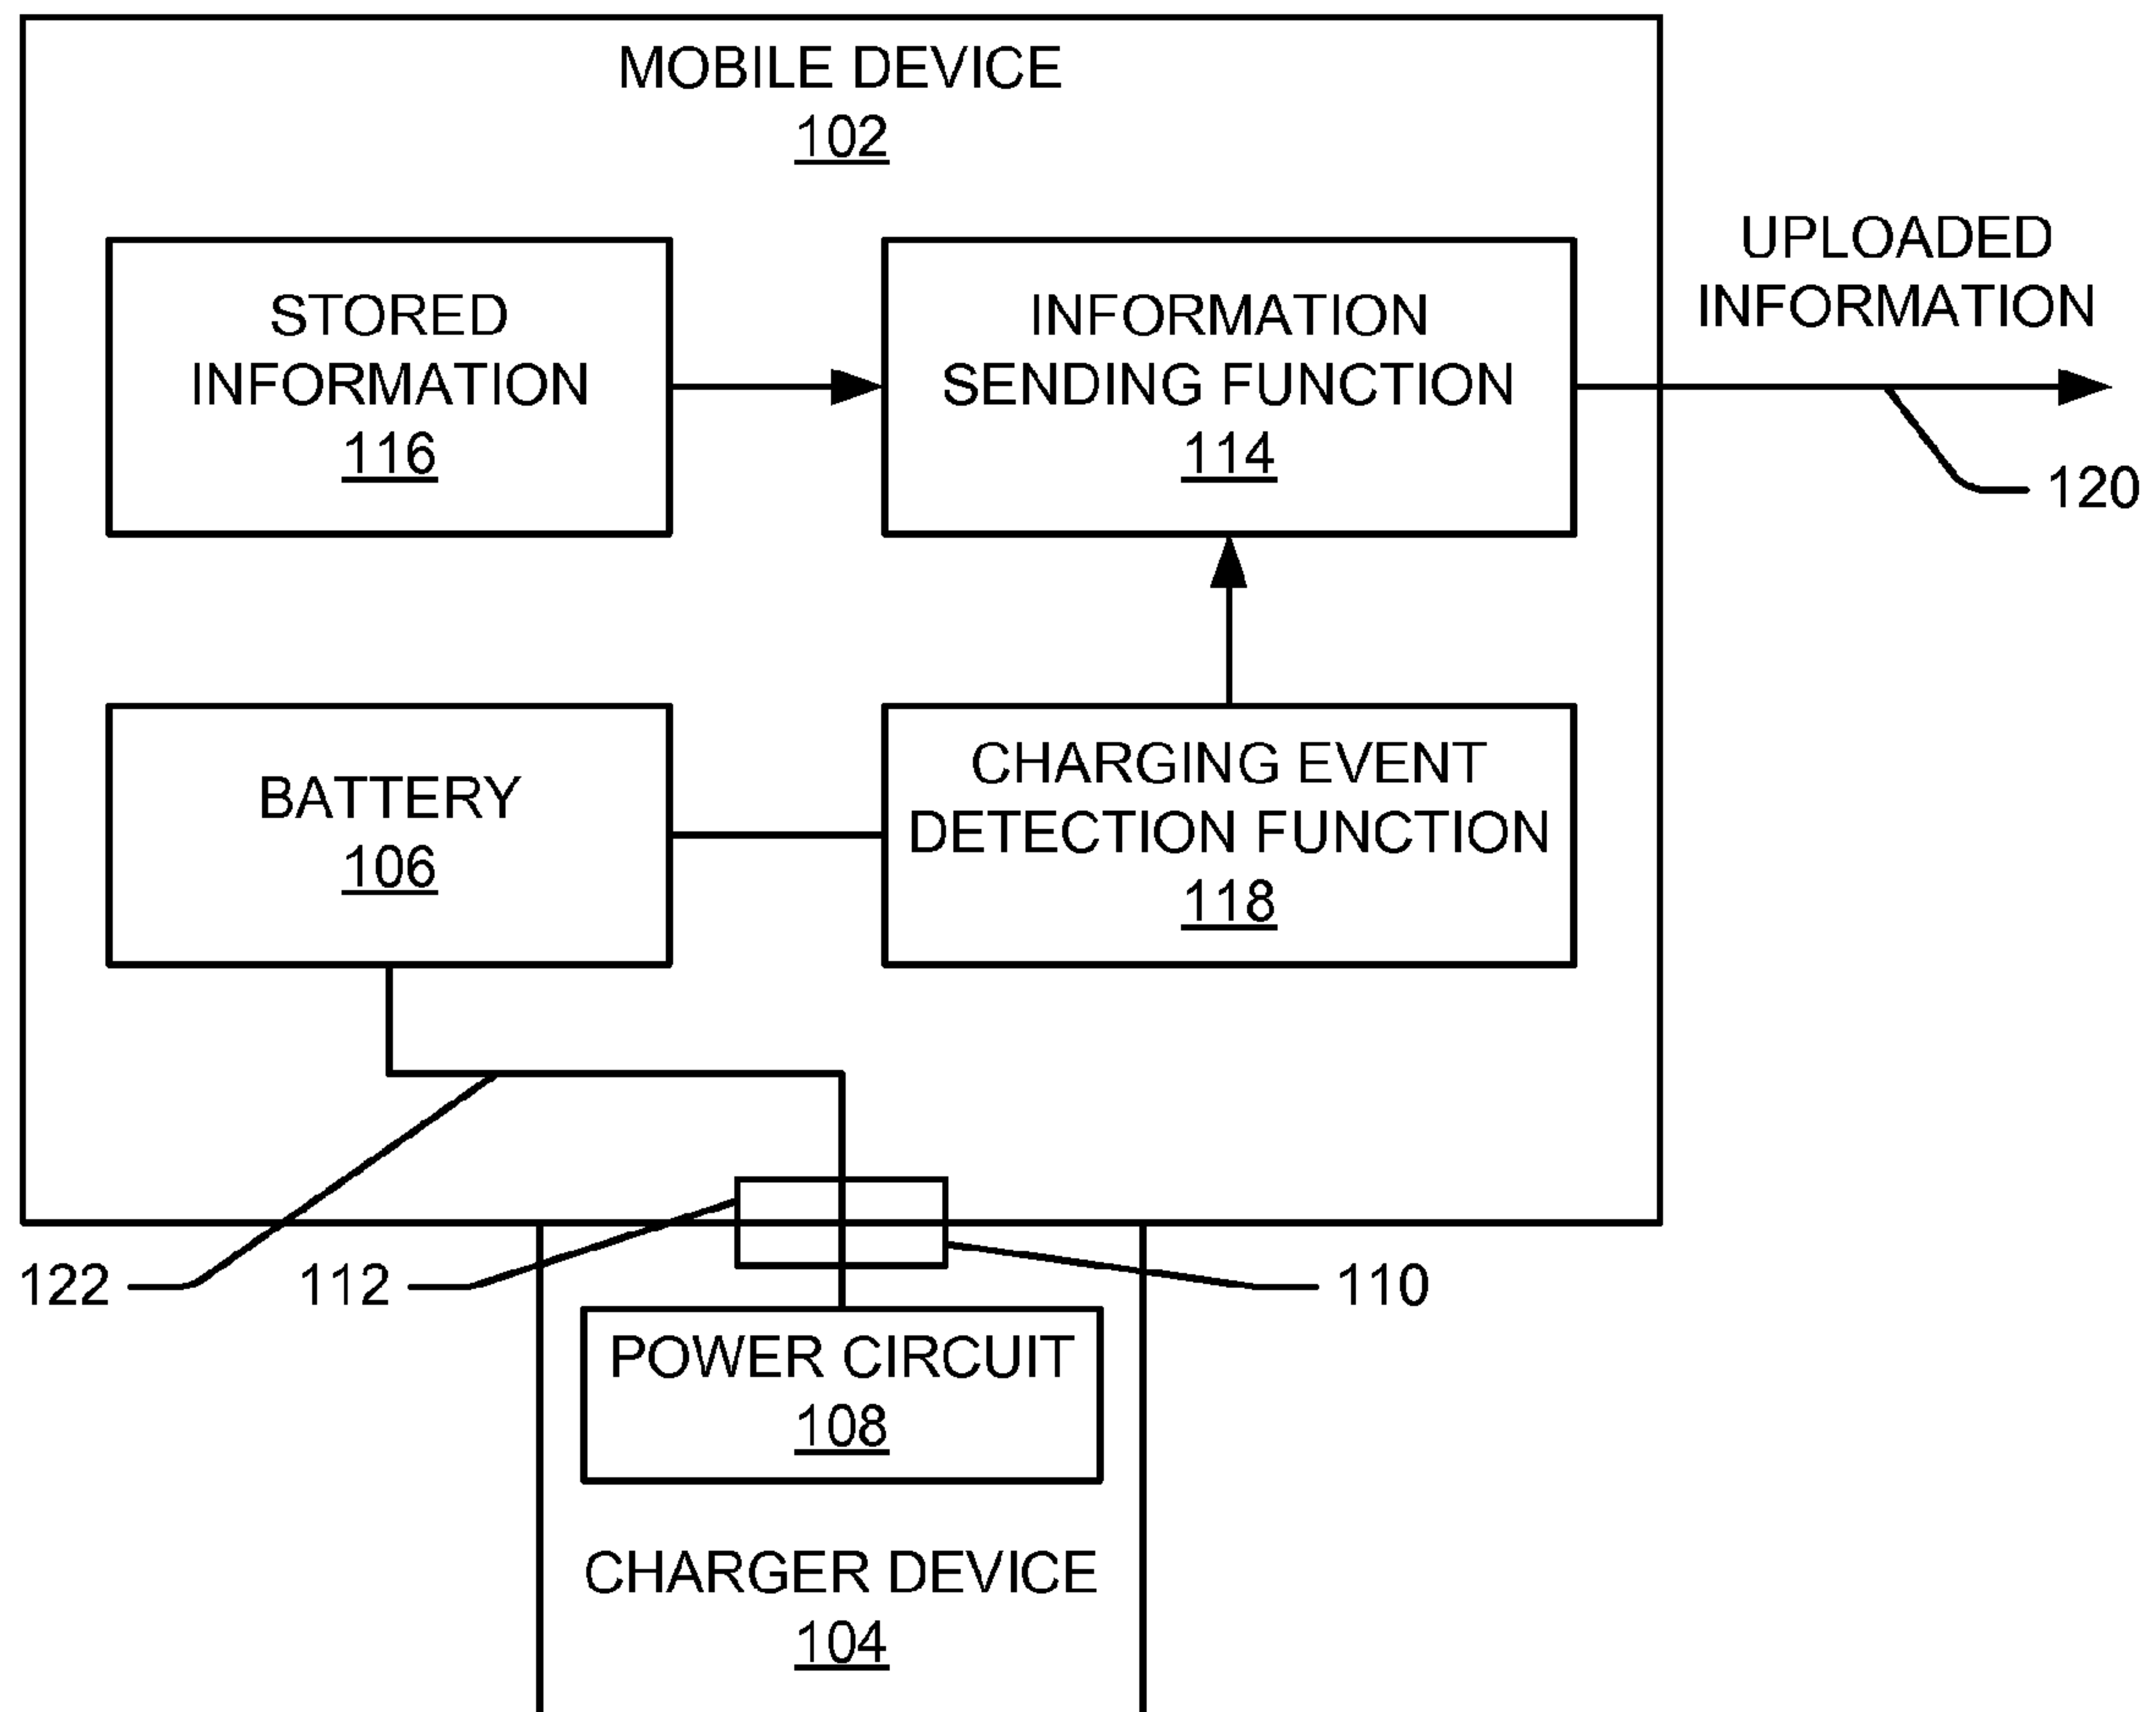 MOBILE DEVICE
102
UPLOADED
INFORMATION
STORED
INFORMATION
116
INFORMATION
SENDING FUNCTION
114
120
BATTERY
106
CHARGING EVENT
DETECTION FUNCTION
118
122
112
110
POWER CIRCUIT
108
CHARGER DEVICE
104